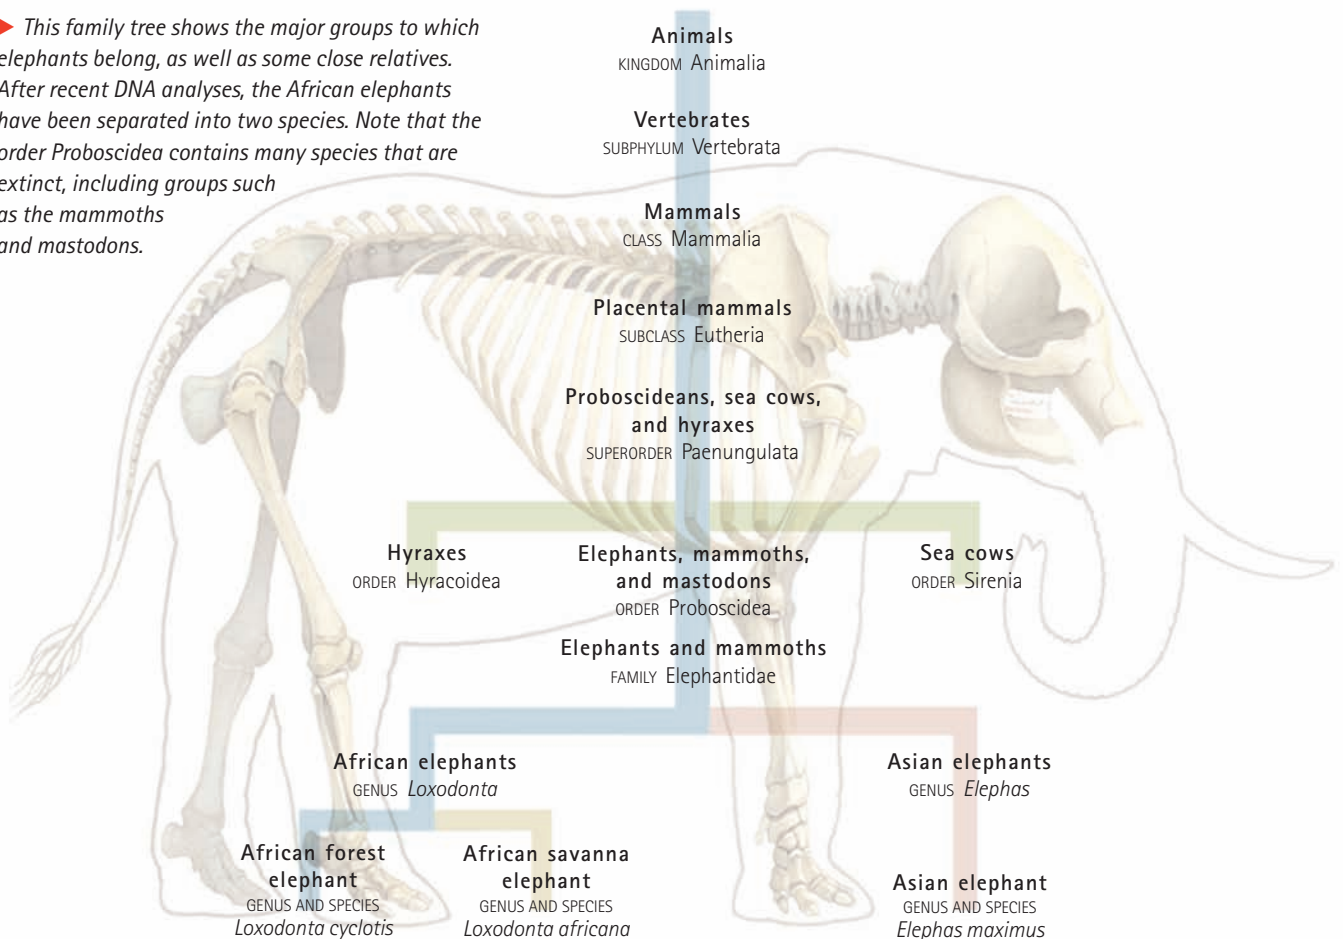 This family tree shows the major groups to which
elephants belong, as well as some close relatives.
After recent DNA analyses, the African elephants
have been separated into two species. Note that the
order Proboscidea contains many species that are
extinct, including groups such
as the mammoths
and mastodons.
Animals
KINGDOM Animalia
Vertebrates
SUBPHYLUM Vertebrata
Mammals
CLASS Mammalia
Placental mammals
SUBCLASS Eutheria
Proboscideans, sea cows,
and hyraxes
SUPERORDER Paenungulata
Hyraxes
ORDER Hyracoidea
Elephants, mammoths,
and mastodons
ORDER Proboscidea
Sea cows
ORDER Sirenia
Elephants and mammoths
FAMILY Elephantidae
African elephants
GENUS Loxodonta
Asian elephants
GENUS Elephas
African forest
elephant
GENUS AND SPECIES
Loxodonta cyclotis
African savanna
elephant
GENUS AND SPECIES
Loxodonta africana
Asian elephant
GENUS AND SPECIES
Elephas maximus